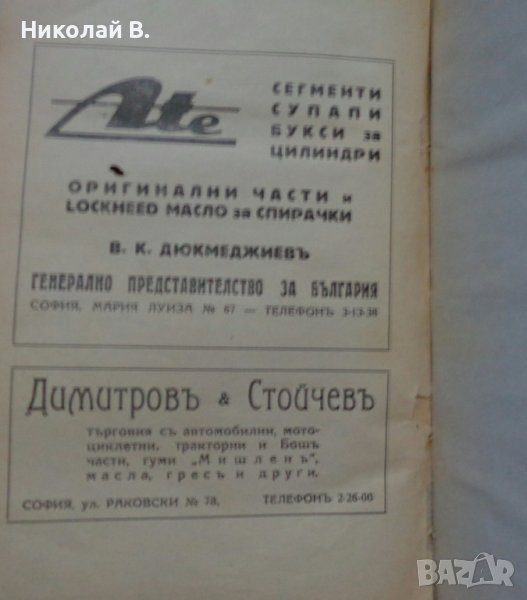 Николай В.
Ate
СЕГМЕНТИ
СУПАПИ
БУКСИ за
ЦИЛИНДРИ
ОРИГИНАЛНИ ЧАСТИ и
LOCKHEED МАСЛО за СПИРАЧКИ
В. К. ДЮКМЕДЖИЕВЪ
ГЕНЕРАЛНО ПРЕДСТАВИТЕЛСТВО ЗА БЪЛГАРИЯ
СОФИЯ, МАРИЯ ЛУИЗА № 67 — ТЕЛЕФОНЪ 3-13-38
Димитровъ & Стойчевъ
търговия съ автомобилни, мото-
циклетни, тракторни и Бошъ
части, гуми „Мишленъ",
масла, гресъ и други.
СОФИЯ, ул. РАКОВСКИ № 78, ТЕЛЕФОНЪ 2-26-00
BAZAR